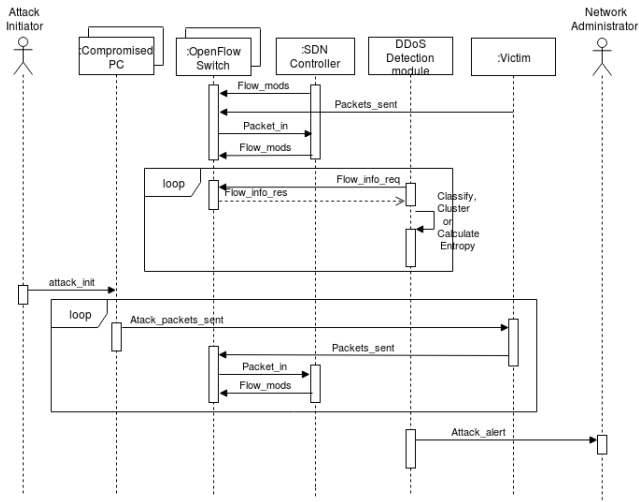 Attack
Initiator
Network
Administrator
:Compromised
PC
:OpenFlow
Switch
:SDN
Controller
DDoS
Detection
module
:Victim
Flow_mods
Packets_sent
Packet_in
Flow_mods
loop
Flow_info_req
Flow_info_res
Classify,
Cluster
or
Calculate
Entropy
attack_init
loop
Atack_packets_sent
Packets_sent
Packet_in
Flow_mods
Attack_alert